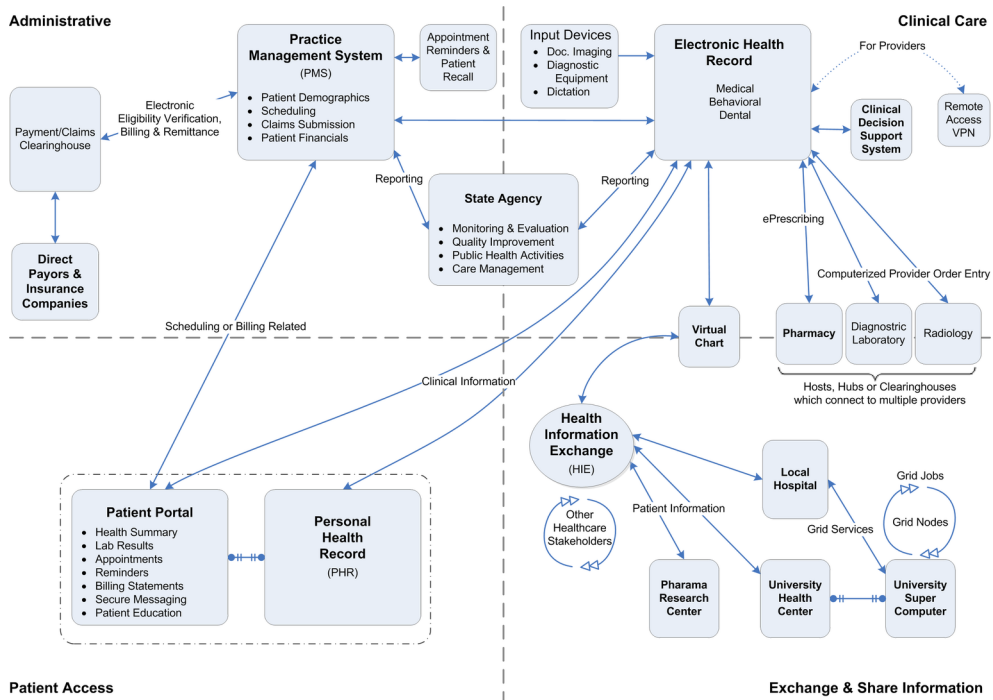 Administrative
Clinical Care
Practice
Management System
(PMS)
• Patient Demographics
• Scheduling
• Claims Submission
• Patient Financials
Appointment
Reminders &
Patient
Recall
Input Devices
• Doc. Imaging
• Diagnostic
Equipment
• Dictation
Electronic Health
Record
Medical
Behavioral
Dental
For Providers
Remote
Access
VPN
Clinical
Decision
Support
System
Payment/Claims
Clearinghouse
Electronic
Eligibility Verification,
Billing & Remittance
Direct
Payors &
Insurance
Companies
Reporting
Reporting
State Agency
• Monitoring & Evaluation
• Quality Improvement
• Public Health Activities
• Care Management
ePrescribing
Computerized Provider Order Entry
Scheduling or Billing Related
Virtual
Chart
Pharmacy
Diagnostric
Laboratory
Radiology
Hosts, Hubs or Clearinghouses
which connect to multiple providers
Clinical Information
Health
Information
Exchange
(HIE)
Local
Hospital
Grid Jobs
Grid Nodes
Grid Services
Patient Information
Other
Healthcare
Stakeholders
Patient Portal
• Health Summary
• Lab Results
• Appointments
• Reminders
• Billing Statements
• Secure Messaging
• Patient Education
Personal
Health
Record
(PHR)
Pharama
Research
Center
University
Health
Center
University
Super
Computer
Patient Access
Exchange & Share Information